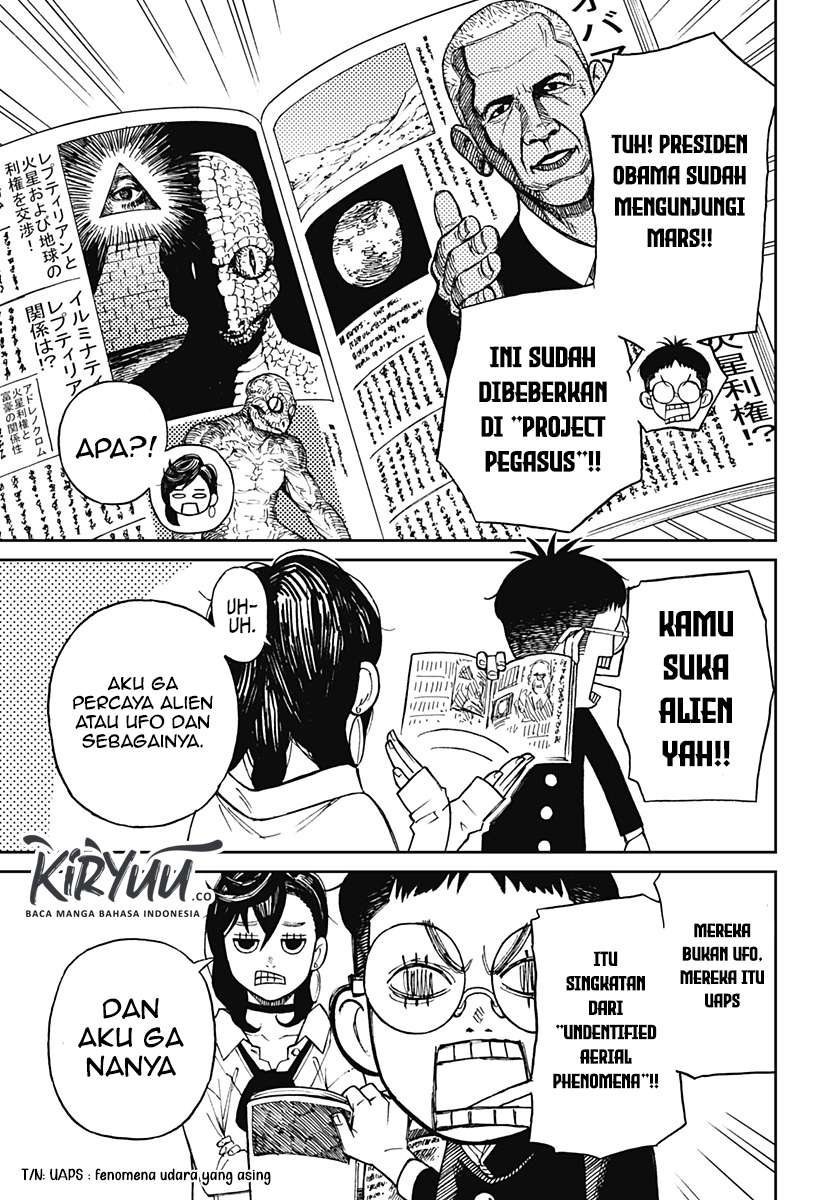 オバマ
火星利権!?
TUH! PRESIDEN
OBAMA SUDAH
MENGUNJUNGI
MARS!!
INI SUDAH
DIBEBERKAN
DI "PROJECT
PEGASUS"!!
レプティリアンと
火星および地球の
利権を交渉!
イルミナティ
レプティリアン
関係は!?
アドレノクロム
火星利権と
富豪の関係性
APA?!
KAMU
SUKA
ALIEN
YAH!!
UH-
UH.
AKU GA
PERCAYA ALIEN
ATAU UFO DAN
SEBAGAINYA.
KIRYUU.CO
BACA MANGA BAHASA INDONESIA
MEREKA
BUKAN UFO,
MEREKA ITU
UAPS
ITU
SINGKATAN
DARI
"UNDENTIFIED
AERIAL
PHENOMENA"!!
DAN
AKU GA
NANYA
T/N: UAPS : fenomena udara yang asing